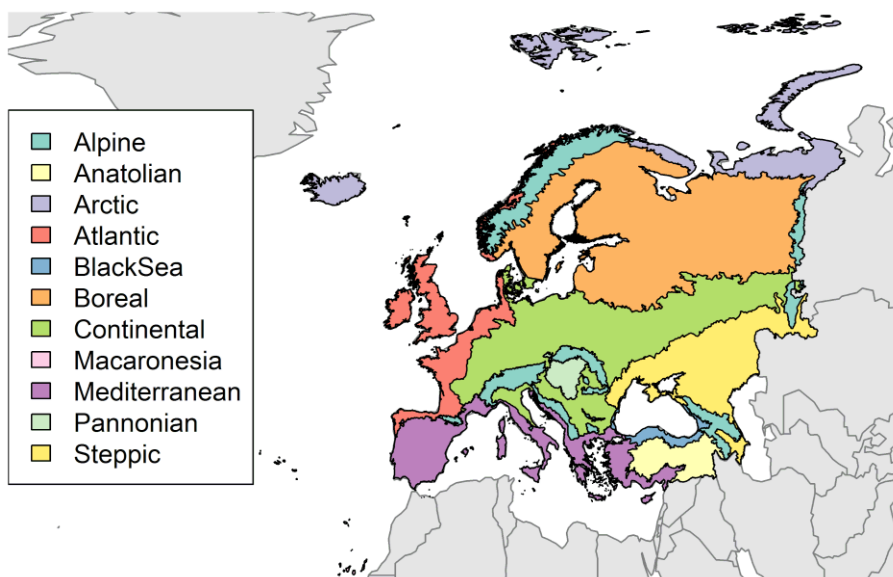 Alpine
Anatolian
Arctic
Atlantic
BlackSea
Boreal
Continental
Macaronesia
Mediterranean
Pannonian
Steppic